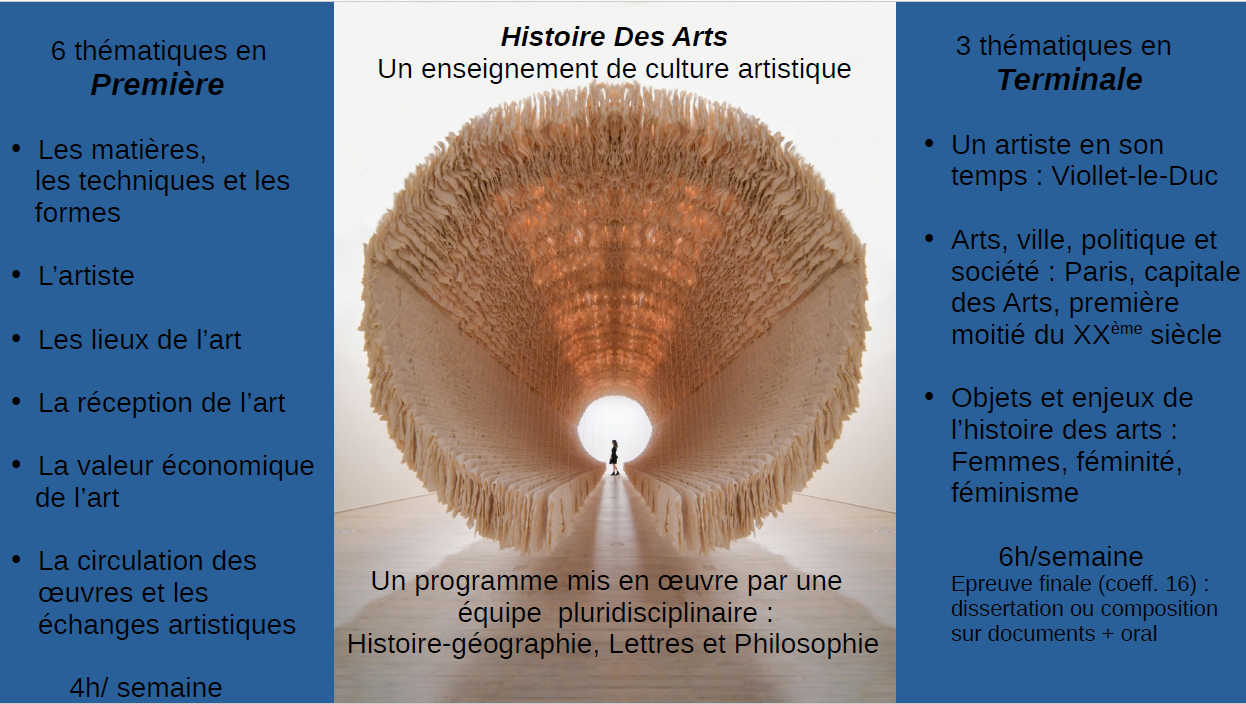 6 thématiques en
Première
• Les matières,
les techniques et les
formes
• L’artiste
• Les lieux de l’art
• La réception de l’art
• La valeur économique
de l’art
• La circulation des
œuvres et les
échanges artistiques
4h/ semaine
Histoire Des Arts
Un enseignement de culture artistique
Un programme mis en œuvre par une
équipe  pluridisciplinaire :
Histoire-géographie, Lettres et Philosophie
3 thématiques en
Terminale
• Un artiste en son
temps : Viollet-le-Duc
• Arts, ville, politique et
société : Paris, capitale
des Arts, première
moitié du XXème siècle
• Objets et enjeux de
l’histoire des arts :
Femmes, féminité,
féminisme
6h/semaine
Epreuve finale (coeff. 16) :
dissertation ou composition
sur documents + oral